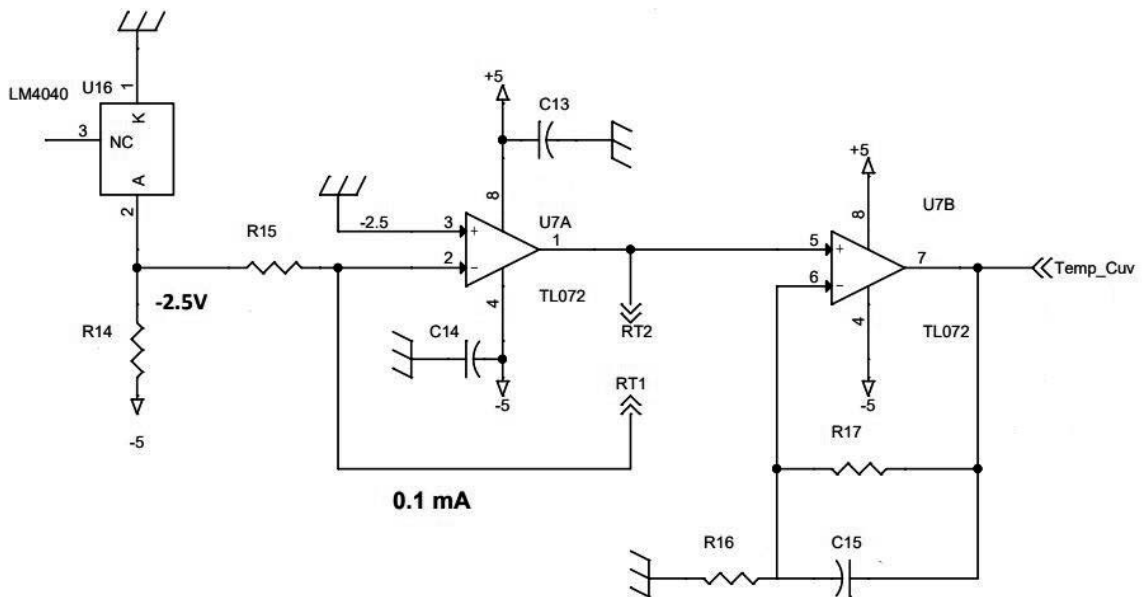 LM4040
U16
1
K
3
NC
A
2
R15
-2.5V
R14
-5
+5
C13
8
-2.5
3
+
U7A
1
2
-
TL072
4
C14
-5
RT2
RT1
0.1 mA
+5
8
U7B
5
+
7
6
-
Temp_Cuv
TL072
4
-5
R17
R16
C15